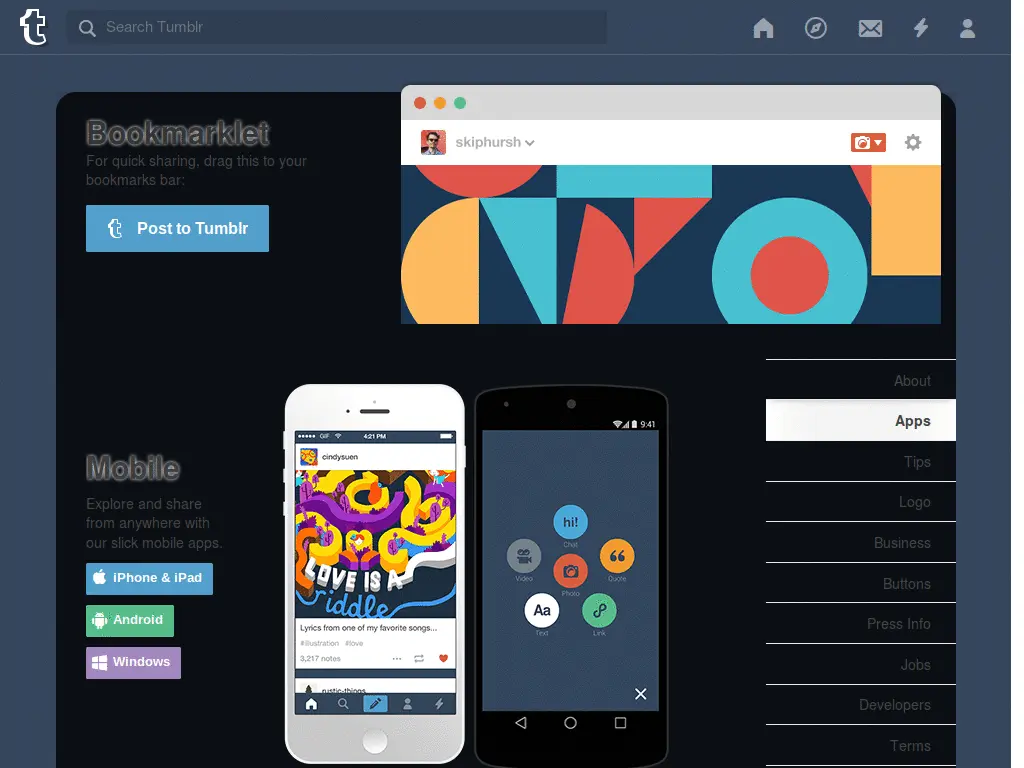 t
Search Tumblr
Bookmarklet
For quick sharing, drag this to your
bookmarks bar:
Post to Tumblr
skiphursh
Mobile
Explore and share
from anywhere with
our slick mobile apps.
iPhone & iPad
Android
Windows
GIF
4:21 PM
cindysuen
LOVE IS A
riddle
Lyrics from one of my favorite songs...
#illustration #love
3,217 notes
rustic-things
9:41
hi!
Chat
Video
Quote
Photo
Aa
Text
Link
About
Apps
Tips
Logo
Business
Buttons
Press Info
Jobs
Developers
Terms